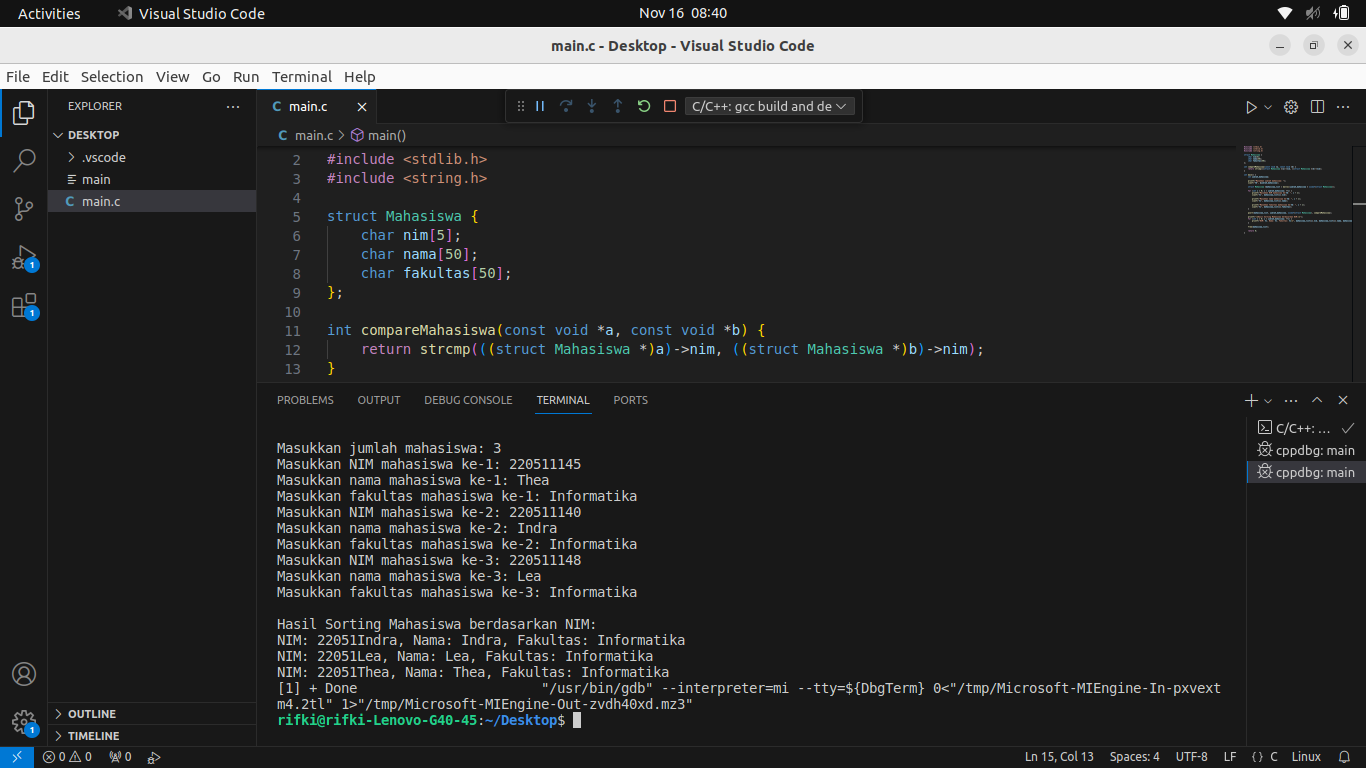 Activities
Visual Studio Code
Nov 16 08:40
main.c - Desktop - Visual Studio Code
File Edit Selection View Go Run Terminal Help
EXPLORER
DESKTOP
.vscode
main
C main.c
OUTLINE
TIMELINE
1
1
1
C main.c
C/C++: gcc build and de
C main.c > main()
2 #include <stdlib.h>
3 #include <string.h>
4
5 struct Mahasiswa {
6 char nim[5];
7 char nama[50];
8 char fakultas[50];
9 };
10
11 int compareMahasiswa(const void *a, const void *b) {
12 return strcmp(((struct Mahasiswa *)a)->nim, ((struct Mahasiswa *)b)->nim);
13 }
PROBLEMS OUTPUT DEBUG CONSOLE TERMINAL PORTS
Masukkan jumlah mahasiswa: 3
Masukkan NIM mahasiswa ke-1: 220511145
Masukkan nama mahasiswa ke-1: Thea
Masukkan fakultas mahasiswa ke-1: Informatika
Masukkan NIM mahasiswa ke-2: 220511140
Masukkan nama mahasiswa ke-2: Indra
Masukkan fakultas mahasiswa ke-2: Informatika
Masukkan NIM mahasiswa ke-3: 220511148
Masukkan nama mahasiswa ke-3: Lea
Masukkan fakultas mahasiswa ke-3: Informatika
Hasil Sorting Mahasiswa berdasarkan NIM:
NIM: 22051Indra, Nama: Indra, Fakultas: Informatika
NIM: 22051Lea, Nama: Lea, Fakultas: Informatika
NIM: 22051Thea, Nama: Thea, Fakultas: Informatika
[1] + Done "/usr/bin/gdb" --interpreter=mi --tty=${DbgTerm} 0<"/tmp/Microsoft-MIEngine-In-pxvext
m4.2tl" 1>"/tmp/Microsoft-MIEngine-Out-zvdh40xd.mz3"
rifki@rifki-Lenovo-G40-45:~/Desktop$
C/C++: ...
cppdbg: main
cppdbg: main
0 0 0
Ln 15, Col 13 Spaces: 4 UTF-8 LF {} C Linux